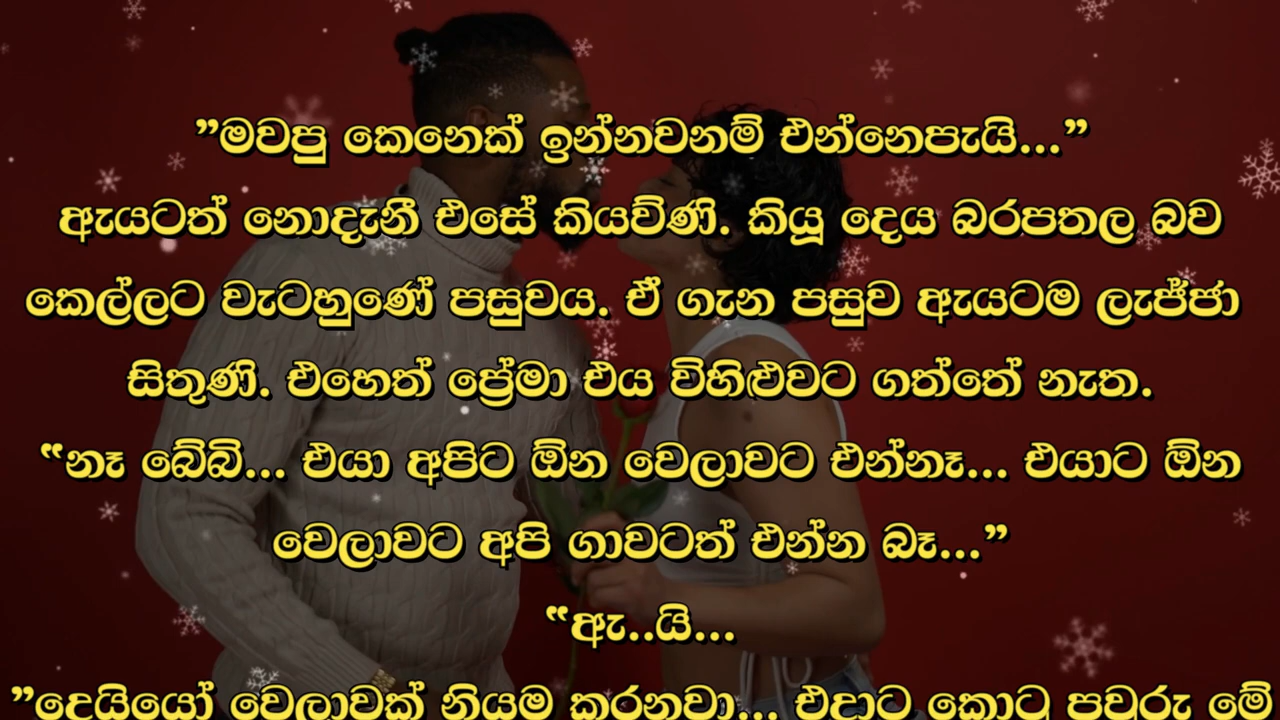 ”මවපු කෙනෙක් ඉන්නවනම් එන්නෙපැයි...”
ඇයටත් නොදැනී එසේ කියවිණි. කියූ දෙය බරපතල බව
කෙල්ලට වැටහුණේ පසුවය. ඒ ගැන පසුව ඇයටම ලැජ්ජා
සිතුණි. එහෙත් ප්‍රේමා එය විහිළුවට ගත්තේ නැත.
“නෑ බේබි... එයා අපිට ඕන වෙලාවට එන්නෑ... එයාට ඕන
වෙලාවට අපි ගාවටත් එන්න බෑ...”
“ඇ..යි...
”දෙයියෝ වෙලාවක් නියම කරනවා... එදාට කොටු පවුරු මේ